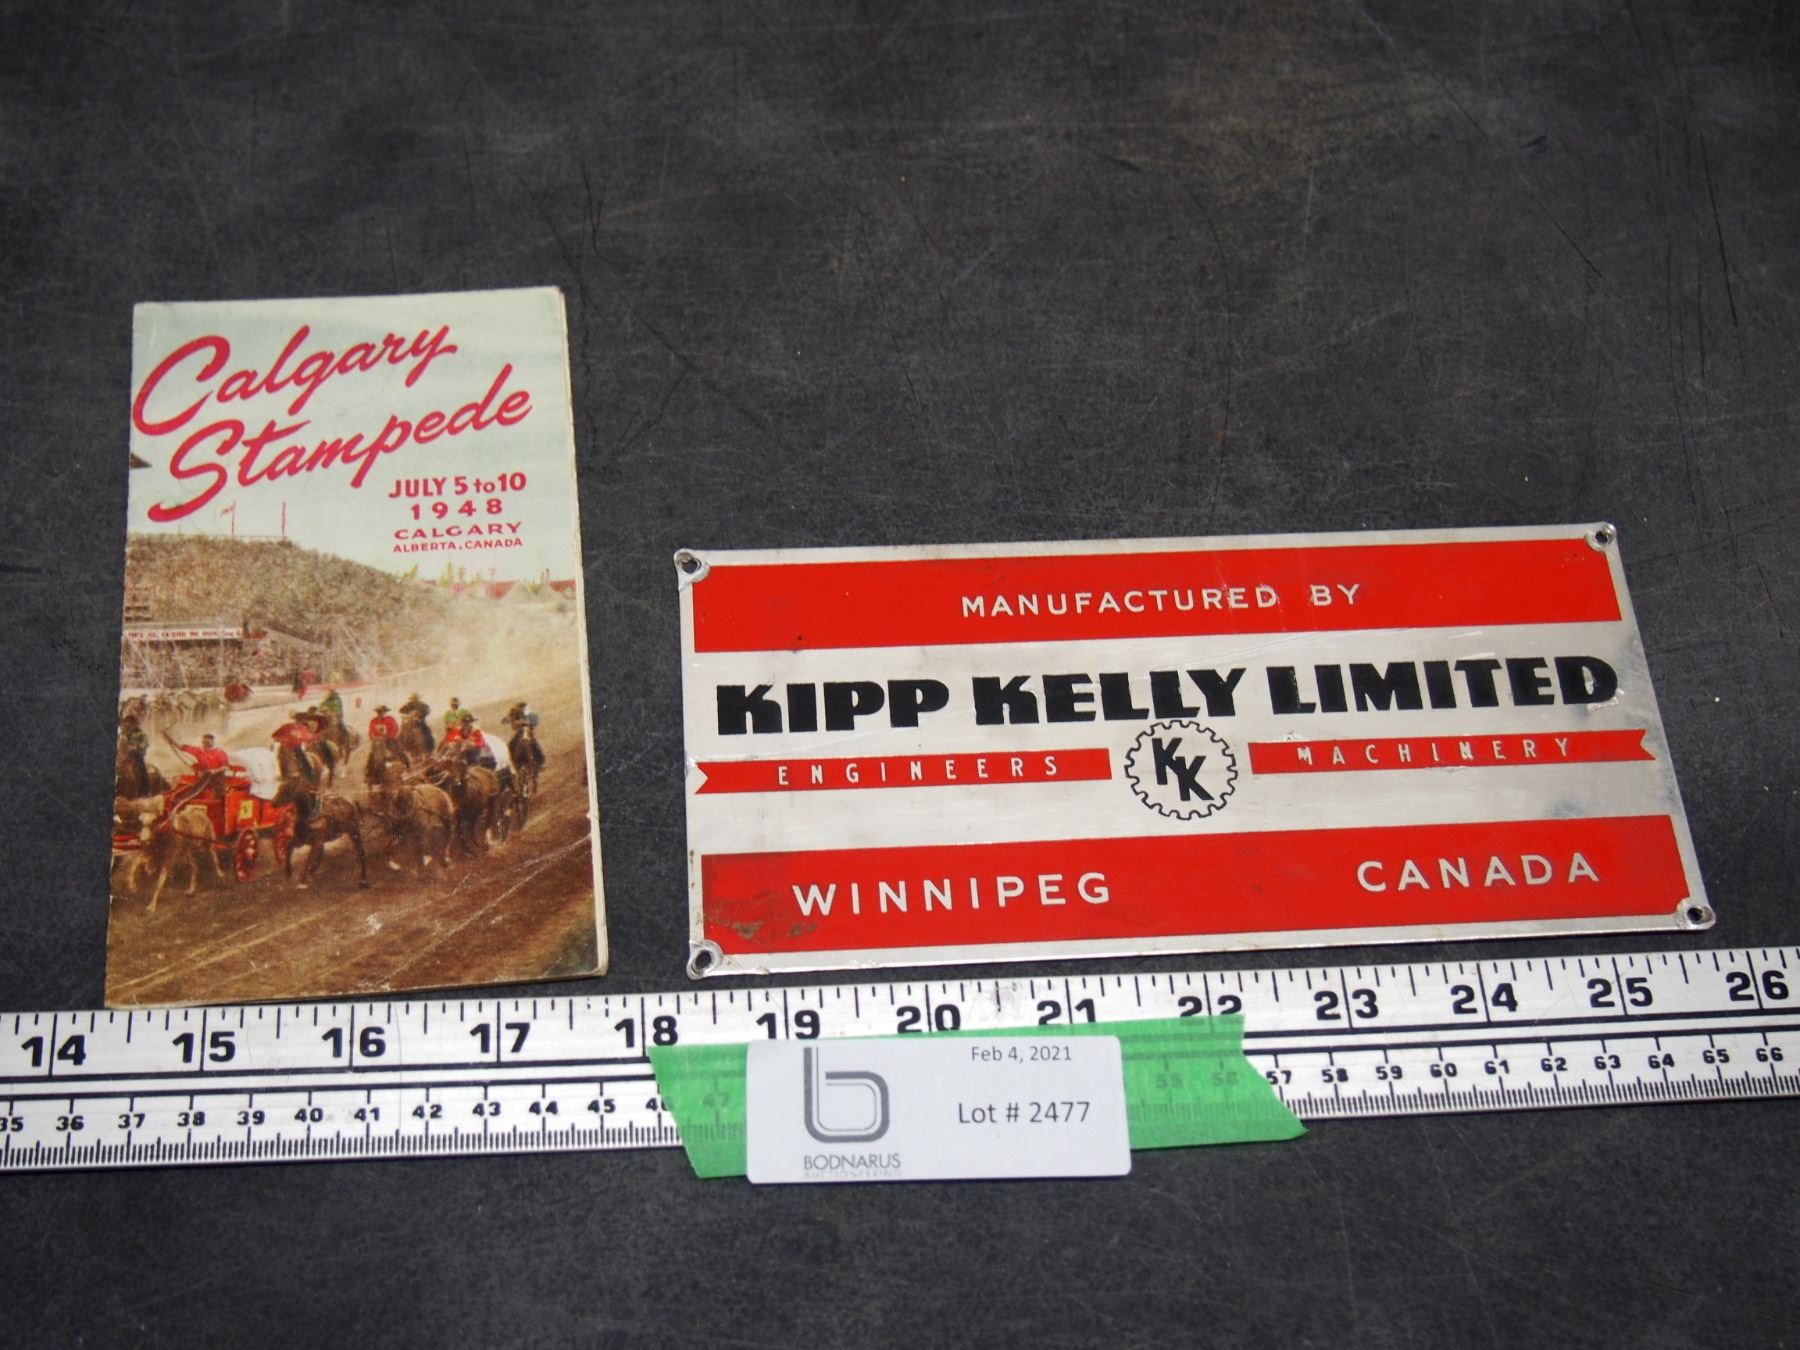 Calgary
Stampede
JULY 5 to 10
1948
CALGARY
ALBERTA, CANADA
MANUFACTURED BY
KIPP KELLY LIMITED
ENGINEERS KK MACHINERY
WINNIPEG CANADA
14 15 16 17 18 19 20 21 22 23 24 25 26
35 36 37 38 39 40 41 42 43 44 45 46 47 55 56 57 58 59 60 61 62 63 64 65 66
Feb 4, 2021
Lot # 2477
BODNARUS
AUCTIONEERING